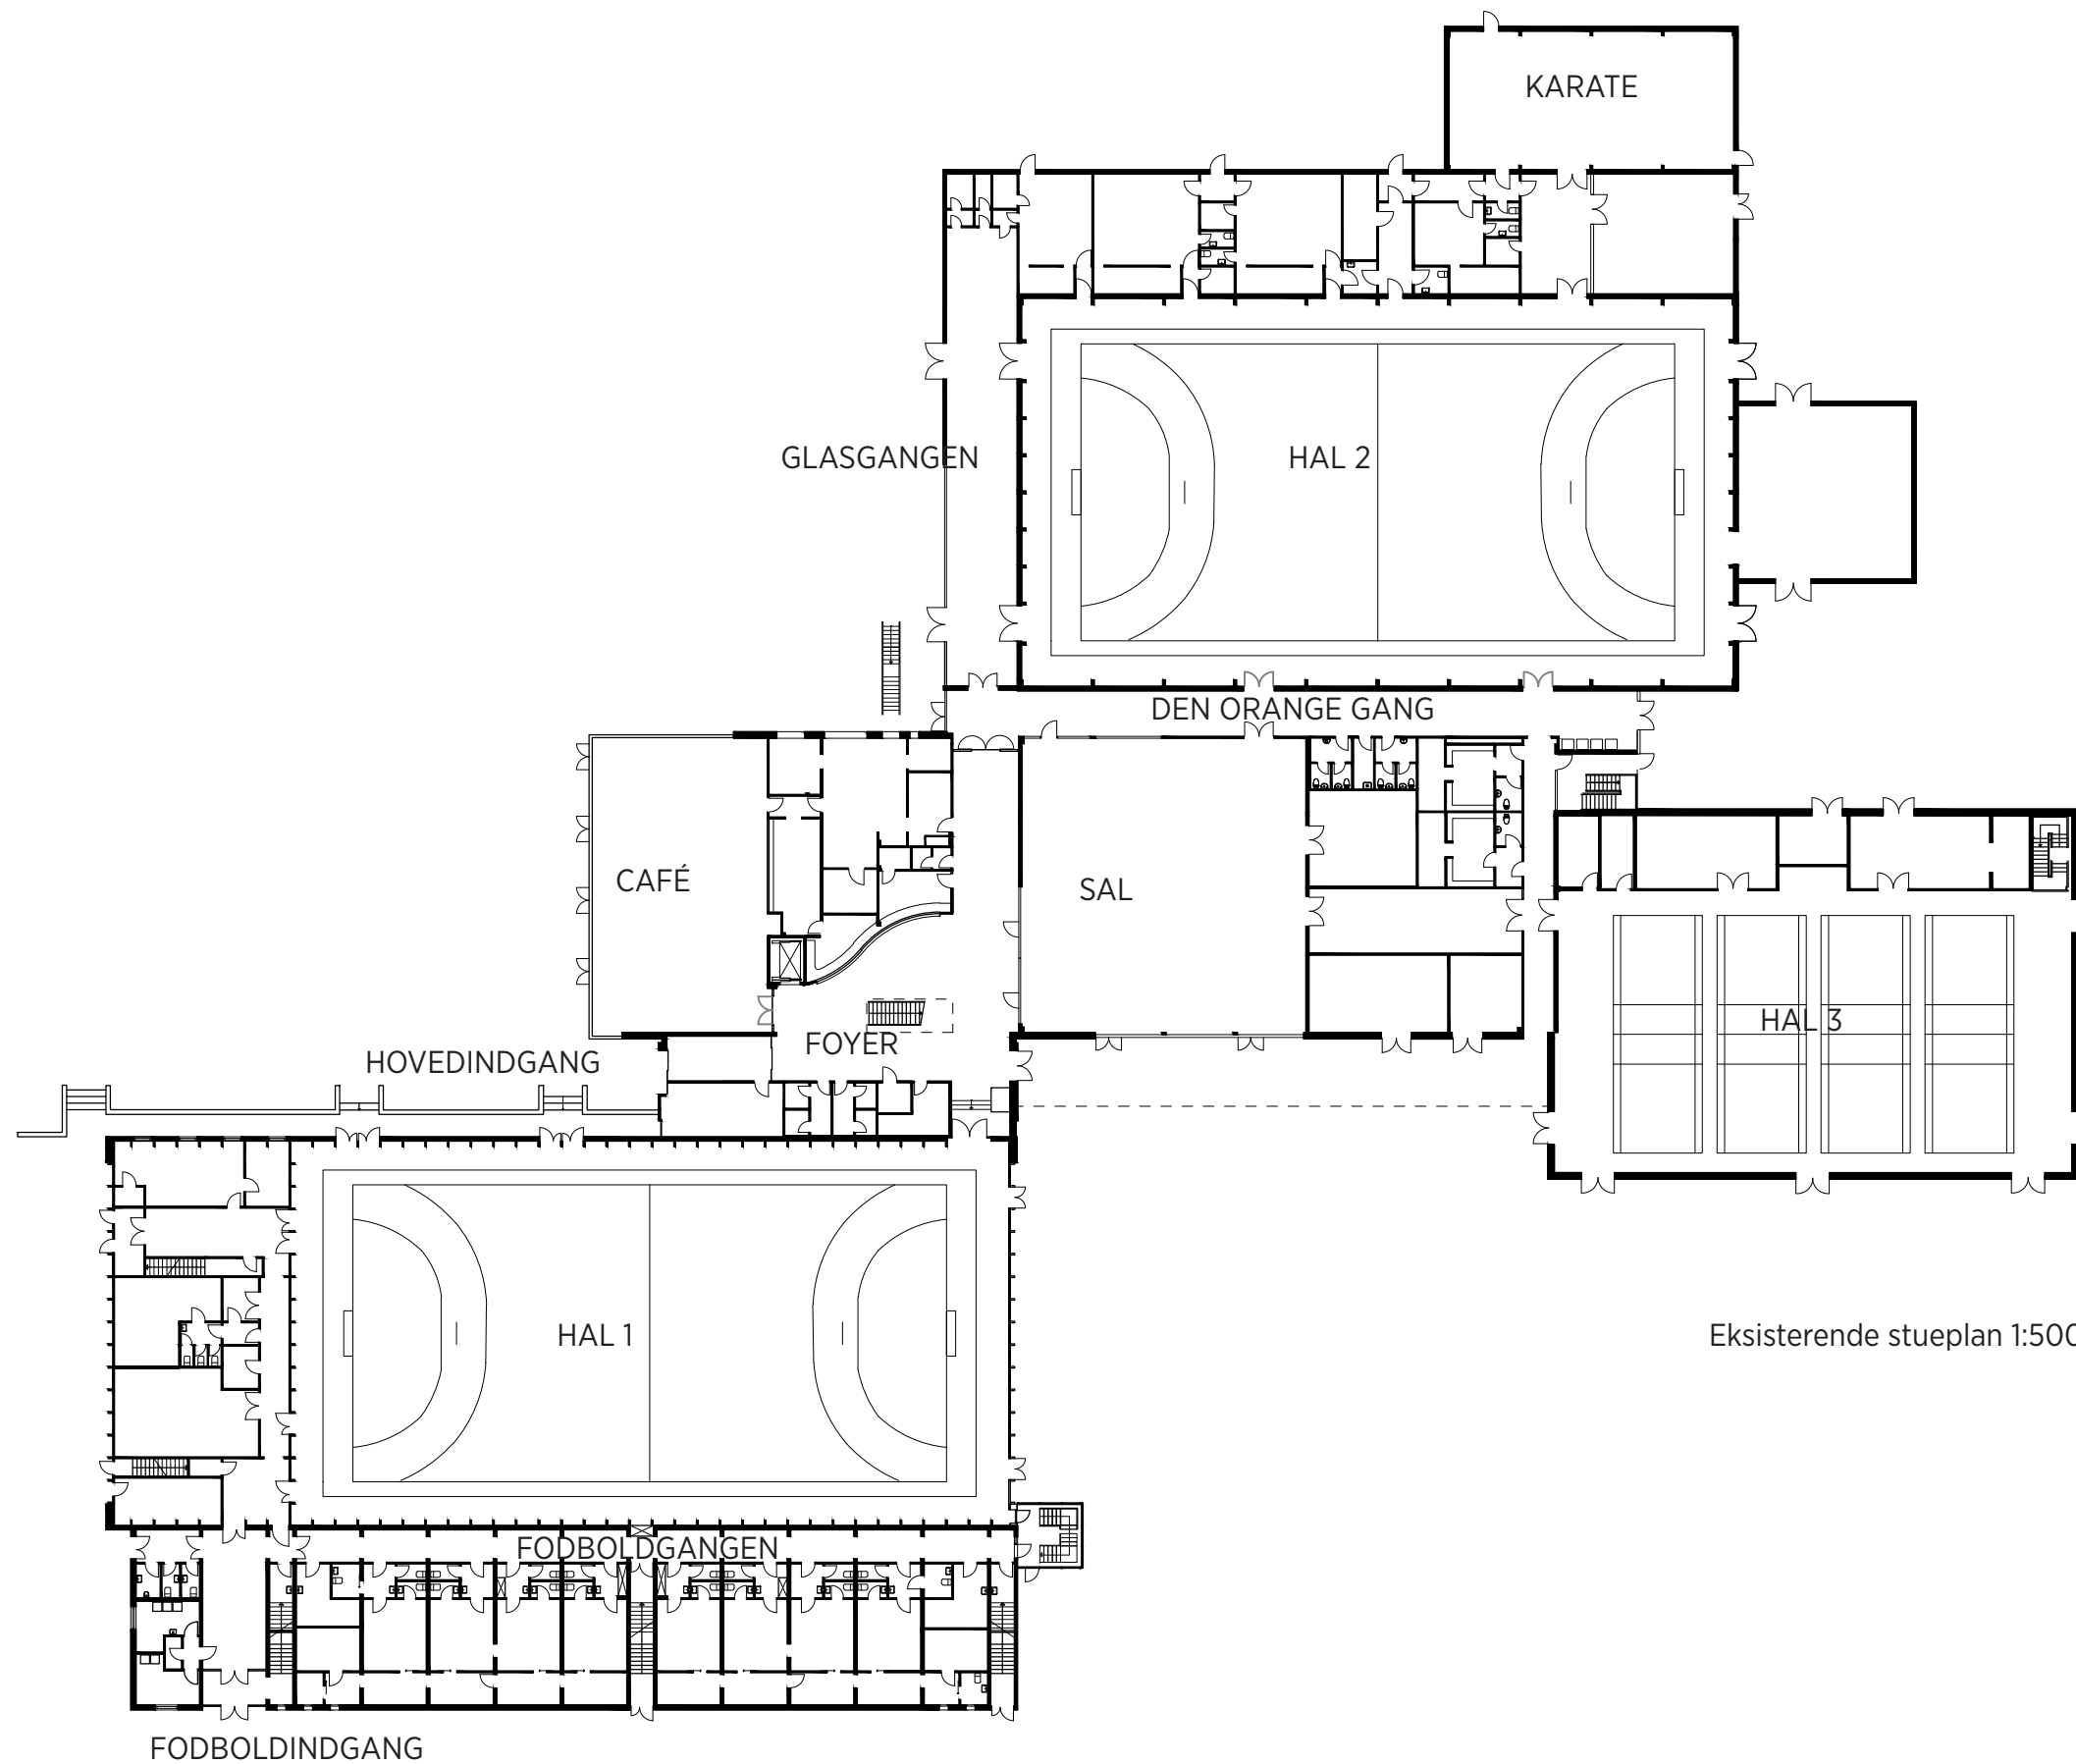 KARATE
GLASGANGEN
HAL 2
DEN ORANGE GANG
CAFÉ
SAL
HAL 3
FOYER
HOVEDINDGANG
HAL 1
Eksisterende stueplan 1:500
FODBOLDGANGEN
FODBOLDINDGANG